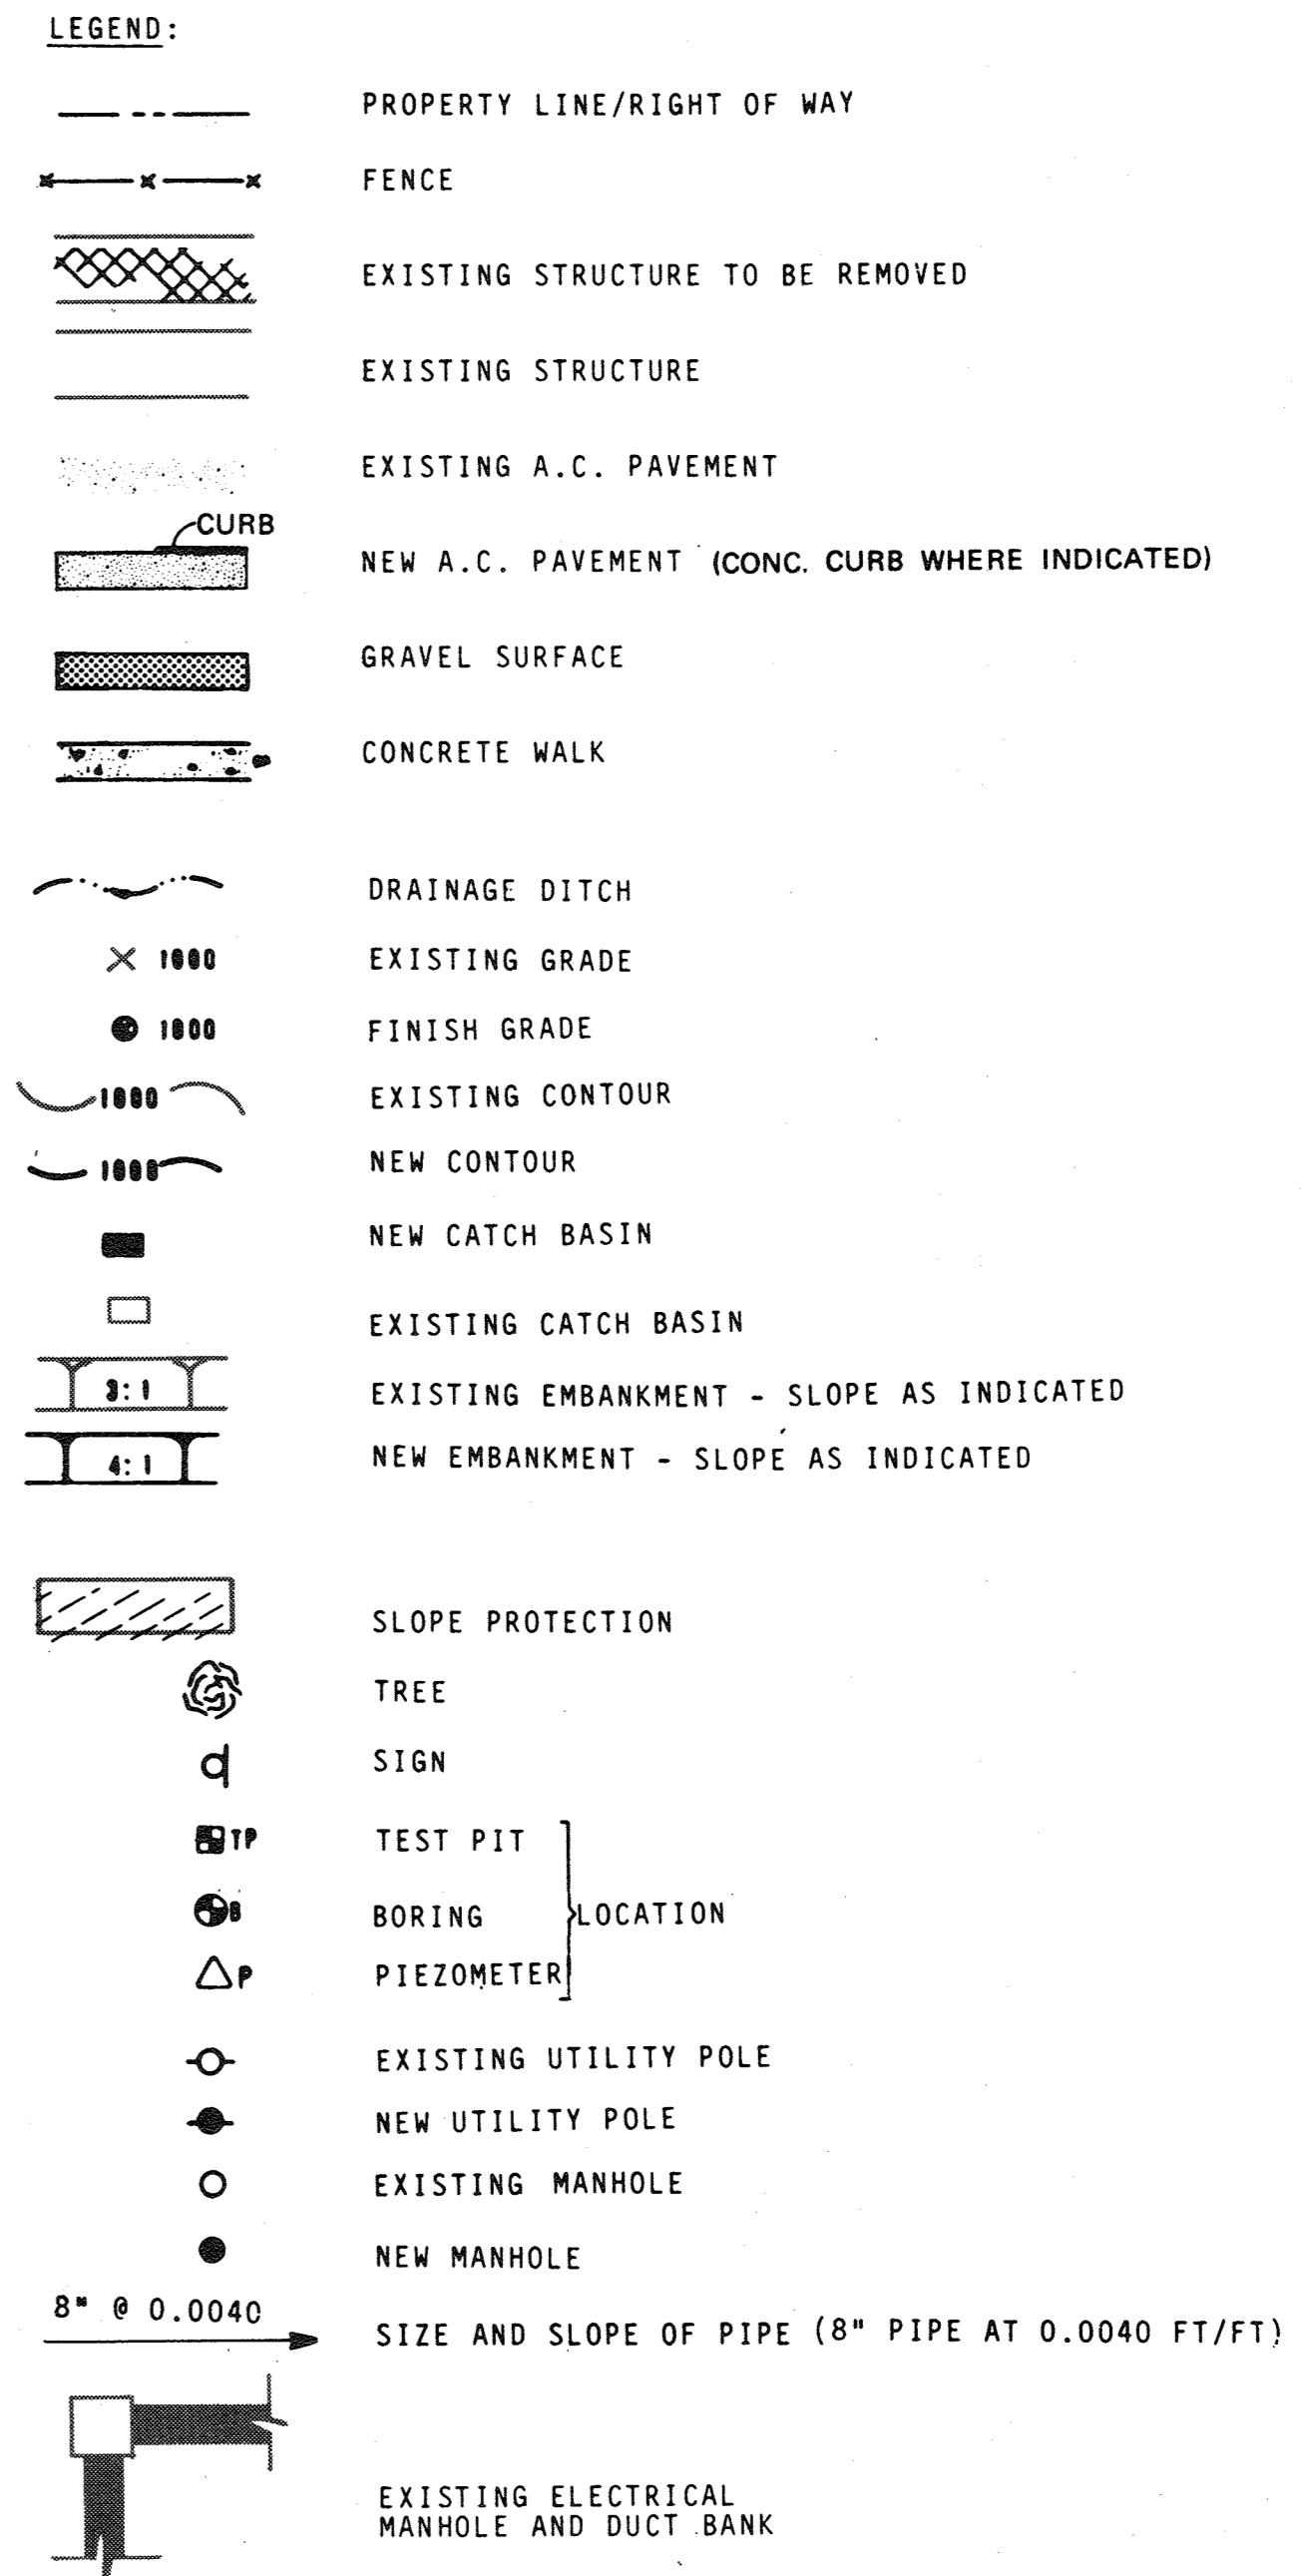 LEGEND:
PROPERTY LINE/RIGHT OF WAY
FENCE
EXISTING STRUCTURE TO BE REMOVED
EXISTING STRUCTURE
EXISTING A.C. PAVEMENT
CURB
NEW A.C. PAVEMENT (CONC. CURB WHERE INDICATED)
GRAVEL SURFACE
CONCRETE WALK
DRAINAGE DITCH
1000 EXISTING GRADE
1000 FINISH GRADE
1000 EXISTING CONTOUR
1000 NEW CONTOUR
NEW CATCH BASIN
EXISTING CATCH BASIN
3:1 EXISTING EMBANKMENT - SLOPE AS INDICATED
4:1 NEW EMBANKMENT - SLOPE AS INDICATED
SLOPE PROTECTION
TREE
SIGN
TP TEST PIT
B BORING LOCATION
P PIEZOMETER
EXISTING UTILITY POLE
NEW UTILITY POLE
EXISTING MANHOLE
NEW MANHOLE
8" @ 0.0040
SIZE AND SLOPE OF PIPE (8" PIPE AT 0.0040 FT/FT)
EXISTING ELECTRICAL
MANHOLE AND DUCT BANK